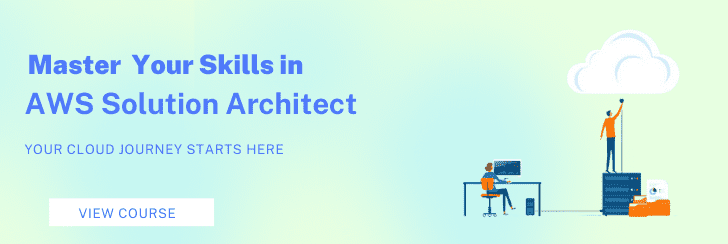 Master Your Skills in
AWS Solution Architect
YOUR CLOUD JOURNEY STARTS HERE
VIEW COURSE